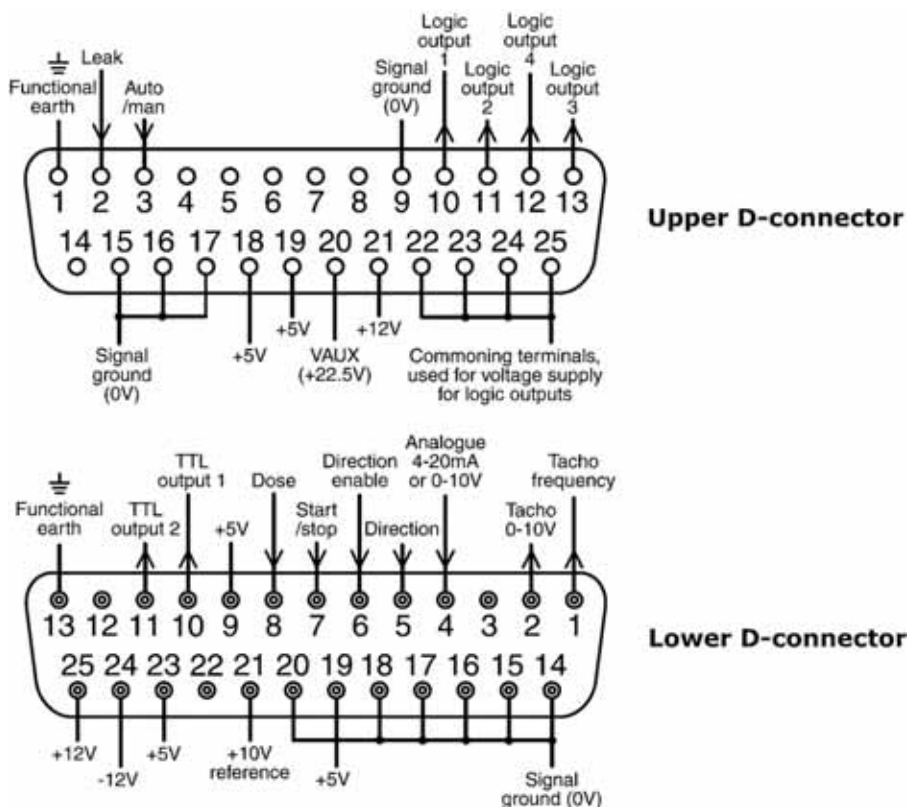 Leak
Functional
earth
Auto
/man
Signal
ground
(0V)
Logic
output
1
Logic
output
2
Logic
output
4
Logic
output
3
1 2 3 4 5 6 7 8 9 10 11 12 13
14 15 16 17 18 19 20 21 22 23 24 25
Upper D-connector
Signal
ground
(0V)
+5V
+5V
VAUX
(+22.5V)
+12V
Commoning terminals,
used for voltage supply
for logic outputs
Functional
earth
TTL
output 2
TTL
output 1
+5V
Dose
Start
/stop
Direction
enable
Direction
Analogue
4-20mA
or 0-10V
Tacho
0-10V
Tacho
frequency
13 12 11 10 9 8 7 6 5 4 3 2 1
25 24 23 22 21 20 19 18 17 16 15 14
Lower D-connector
+12V
-12V
+5V
+10V
reference
+5V
Signal
ground (0V)